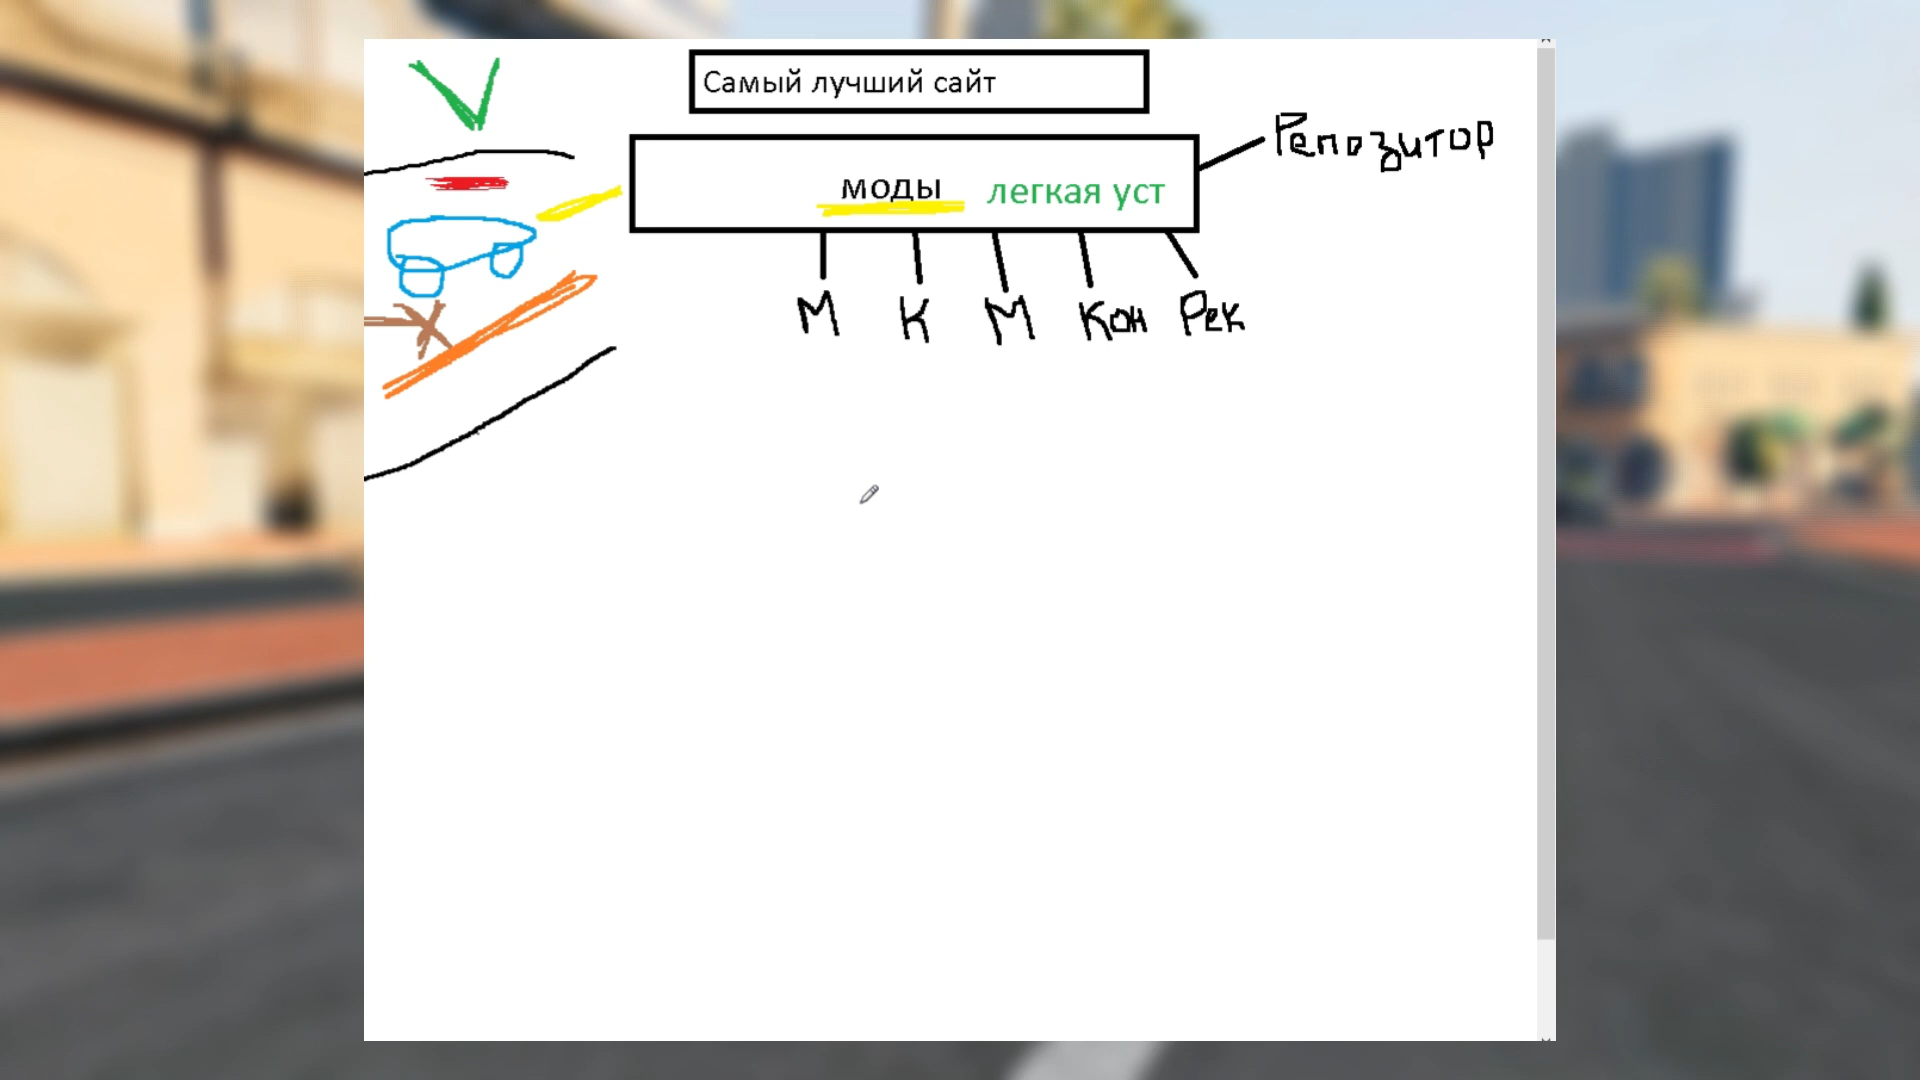 Самый лучший сайт
Репозитор
моды легкая уст
М К М Кон Рек